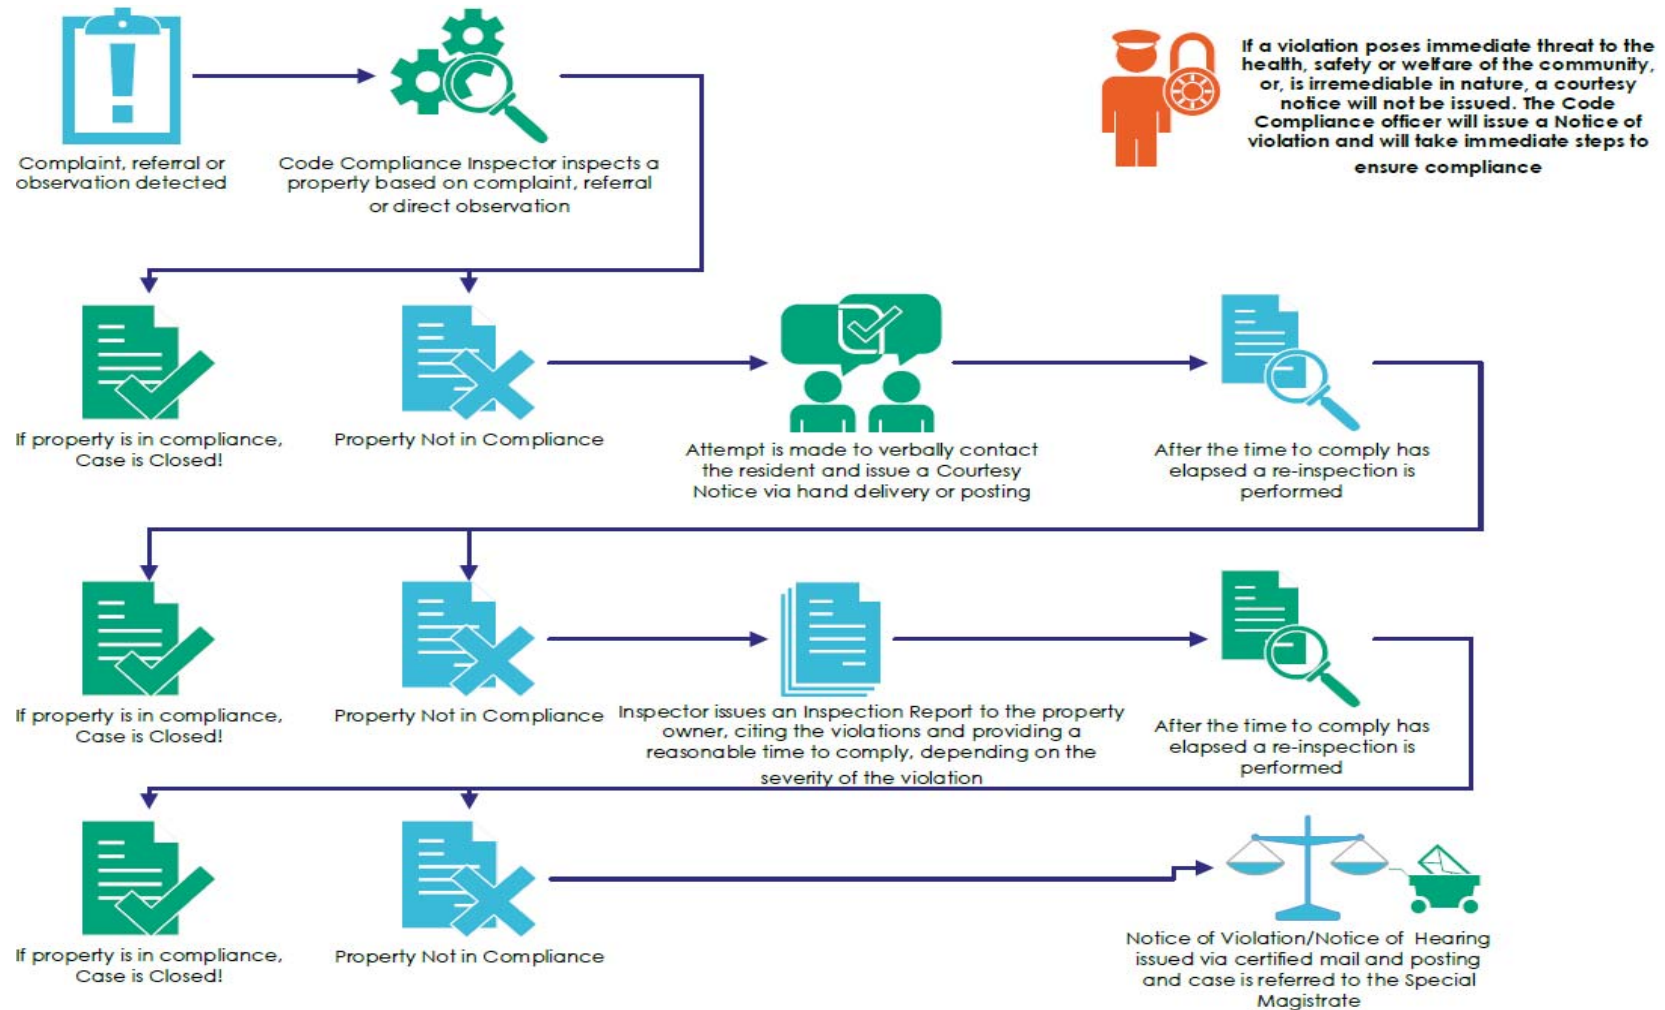 Complaint, referral or
observation detected
Code Compliance Inspector inspects a
property based on complaint, referral
or direct observation
If a violation poses immediate threat to the
health, safety or welfare of the community,
or, is irremediable in nature, a courtesy
notice will not be issued. The Code
Compliance officer will issue a Notice of
violation and will take immediate steps to
ensure compliance
If property is in compliance,
Case is Closed!
Property Not in Compliance
Attempt is made to verbally contact
the resident and issue a Courtesy
Notice via hand delivery or posting
After the time to comply has
elapsed a re-inspection is
performed
If property is in compliance,
Case is Closed!
Property Not in Compliance
Inspector issues an Inspection Report to the property
owner, citing the violations and providing a
reasonable time to comply, depending on the
severity of the violation
After the time to comply has
elapsed a re-inspection is
performed
If property is in compliance,
Case is Closed!
Property Not in Compliance
Notice of Violation/Notice of Hearing
issued via certified mail and posting
and case is referred to the Special
Magistrate